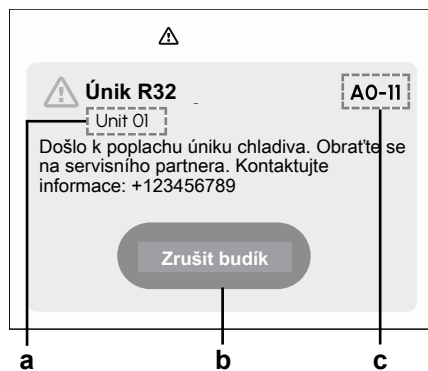 Únik R32 A0-11
Unit 01
Došlo k poplachu úniku chladiva. Obraťte se
na servisního partnera. Kontaktujte
informace: +123456789
Zrušit budík
a b c